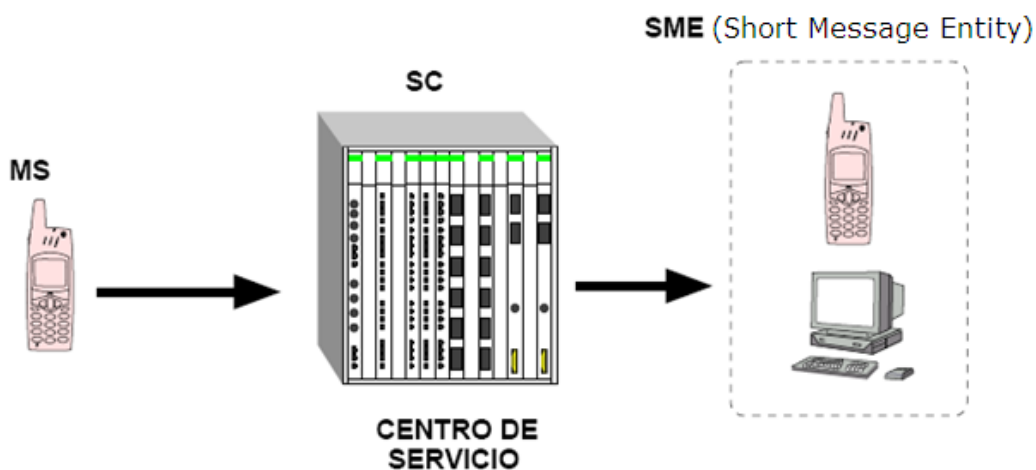 SME (Short Message Entity)
SC
MS
CENTRO DE
SERVICIO